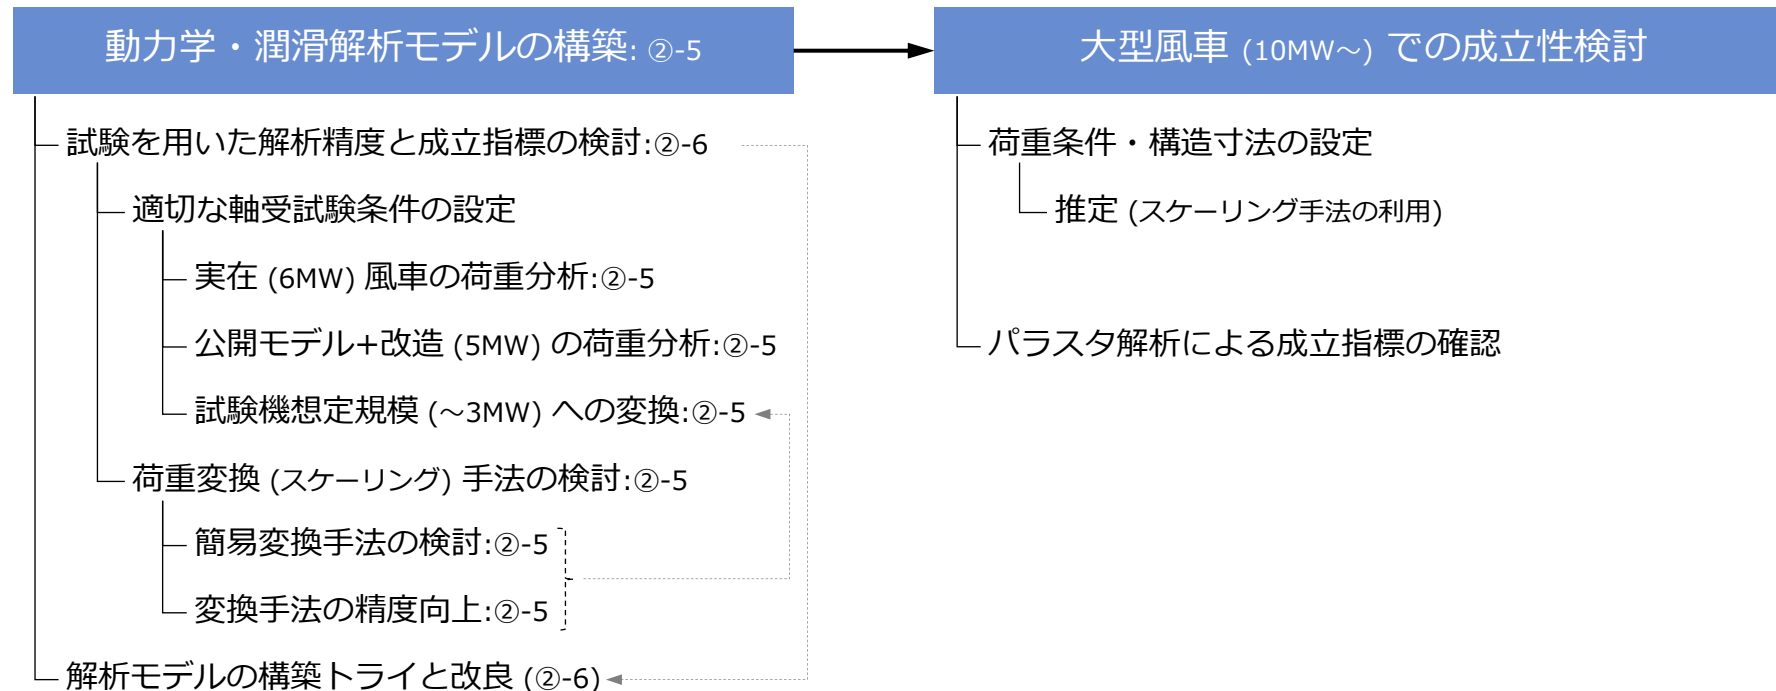 動力学・潤滑解析モデルの構築: ②-5
試験を用いた解析精度と成立指標の検討:②-6
適切な軸受試験条件の設定
実在 (6MW) 風車の荷重分析:②-5
公開モデル+改造 (5MW) の荷重分析:②-5
試験機想定規模 (～3MW) への変換:②-5
荷重変換 (スケーリング) 手法の検討:②-5
簡易変換手法の検討:②-5
変換手法の精度向上:②-5
解析モデルの構築トライと改良 (②-6)
大型風車 (10MW～) での成立性検討
荷重条件・構造寸法の設定
推定 (スケーリング手法の利用)
パラスタ解析による成立指標の確認